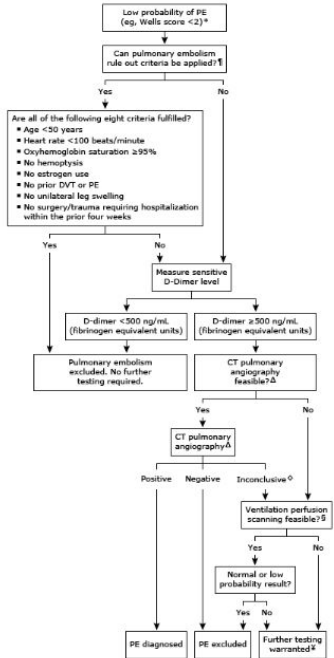 Low probability of PE
(eg, Wells score <2)*
Can pulmonary embolism
rule out criteria be applied?¶
Yes
No
Are all of the following eight criteria fulfilled?
▪ Age <50 years
▪ Heart rate <100 beats/minute
▪ Oxyhemoglobin saturation ≥95%
▪ No hemoptysis
▪ No estrogen use
▪ No prior DVT or PE
▪ No unilateral leg swelling
▪ No surgery/trauma requiring hospitalization
within the prior four weeks
Yes
No
Measure sensitive
D-Dimer level
D-dimer <500 ng/mL
(fibrinogen equivalent units)
D-dimer ≥500 ng/mL
(fibrinogen equivalent units)
Pulmonary embolism
excluded. No further
testing required.
CT pulmonary
angiography
feasible?Δ
Yes
No
CT pulmonary
angiographyΔ
Positive
Negative
Inconclusive◇
Ventilation perfusion
scanning feasible?§
Yes
No
Normal or low
probability result?
Yes
No
PE diagnosed
PE excluded
Further testing
warranted¥